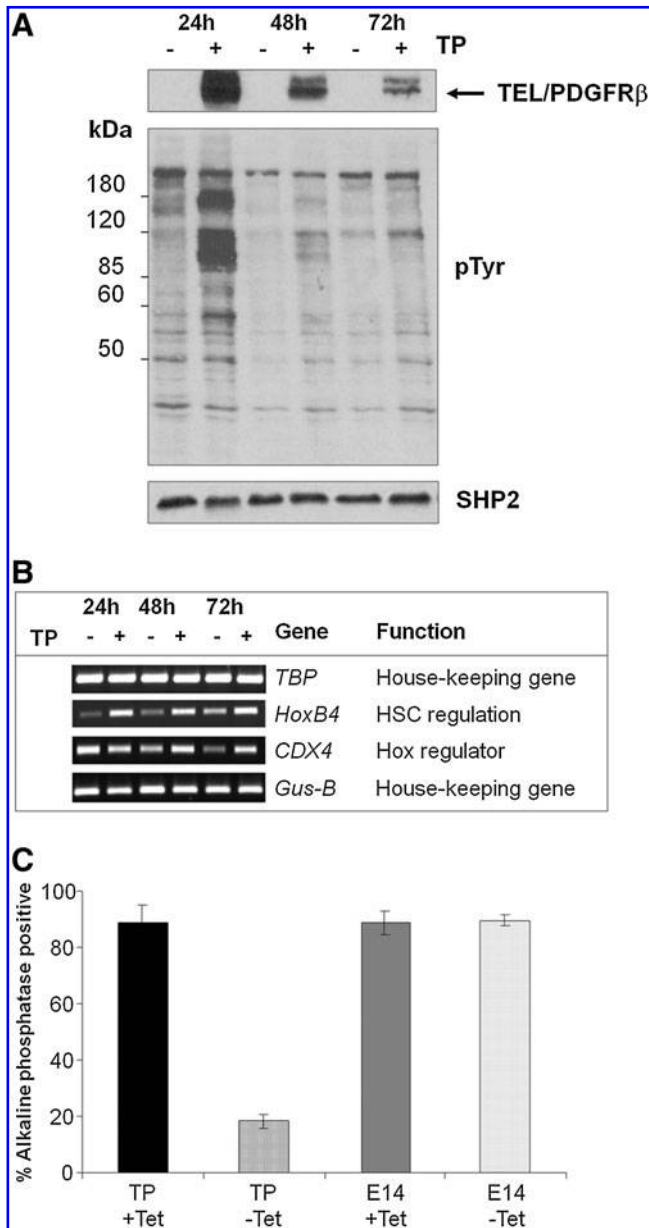 A
24h 48h 72h
- + - + - + TP
TEL/PDGFRβ
kDa
180
120
85
60
50
pTyr
SHP2
B
24h 48h 72h
TP - + - + - + Gene Function
TBP House-keeping gene
HoxB4 HSC regulation
CDX4 Hox regulator
Gus-B House-keeping gene
C
% Alkaline phosphatase positive
100
80
60
40
20
0
TP +Tet
TP -Tet
E14 +Tet
E14 -Tet